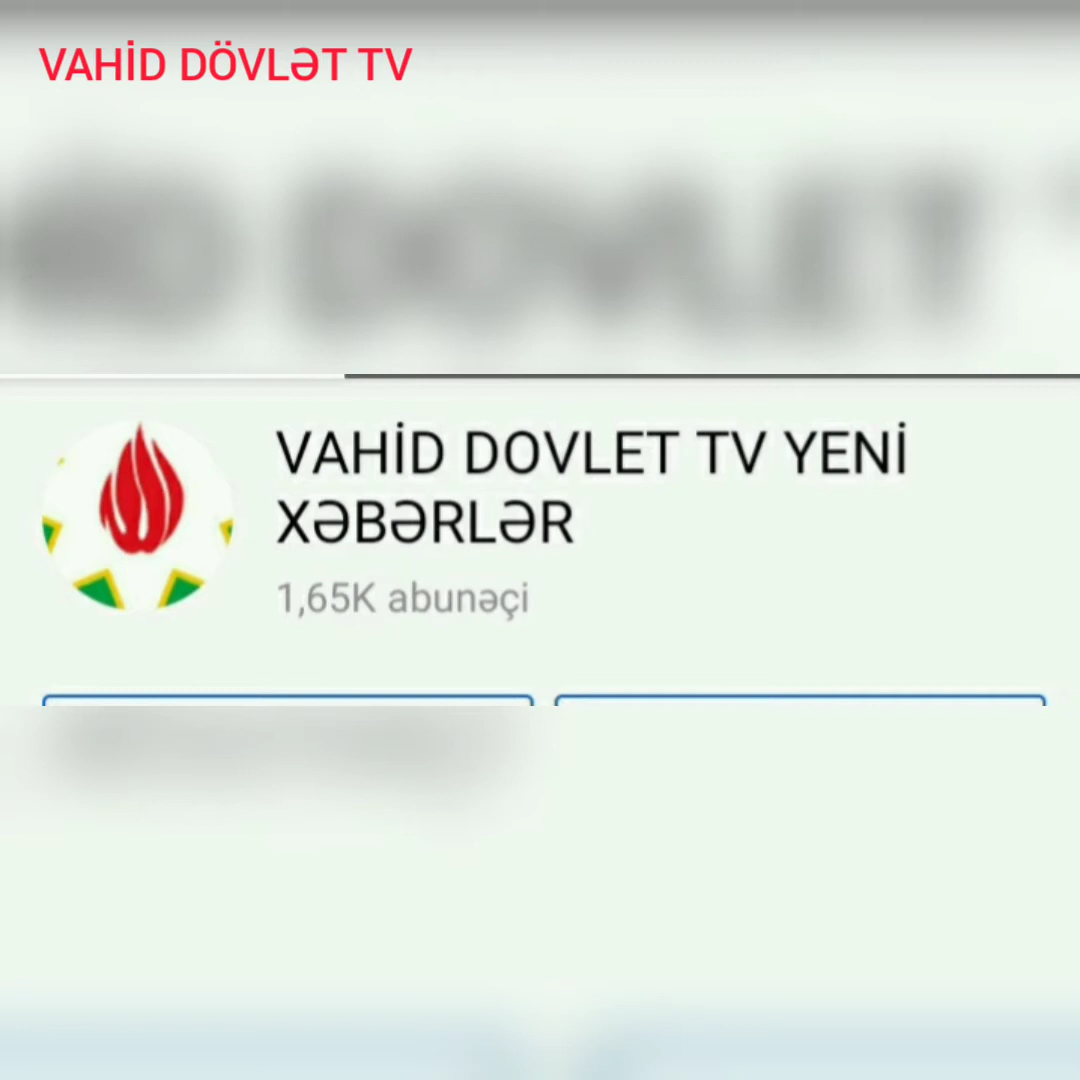 VAHİD DÖVLƏT TV
VAHİD DOVLET TV YENİ
XƏBƏRLƏR
1,65K abunəçi